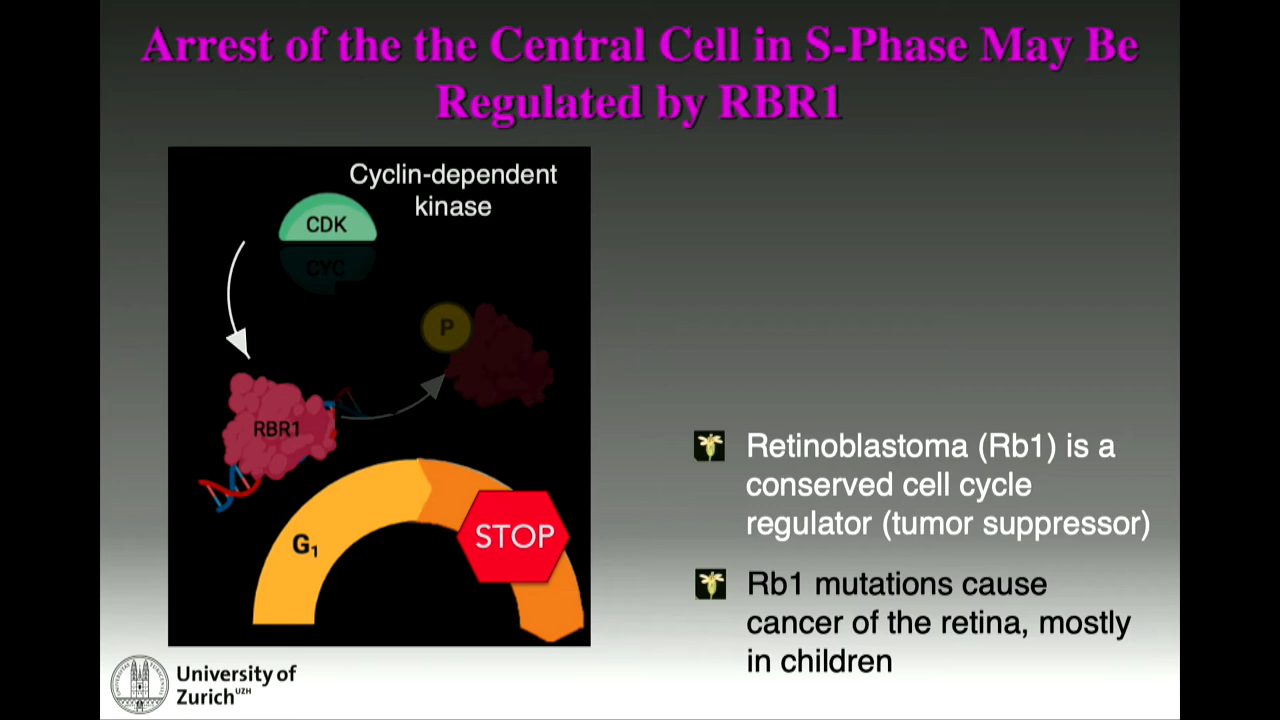 Arrest of the the Central Cell in S-Phase May Be
Regulated by RBR1
Cyclin-dependent
kinase
CDK
CYC
P
RBR1
G1
STOP
Retinoblastoma (Rb1) is a
conserved cell cycle
regulator (tumor suppressor)
Rb1 mutations cause
cancer of the retina, mostly
in children
University of
Zurich UZH